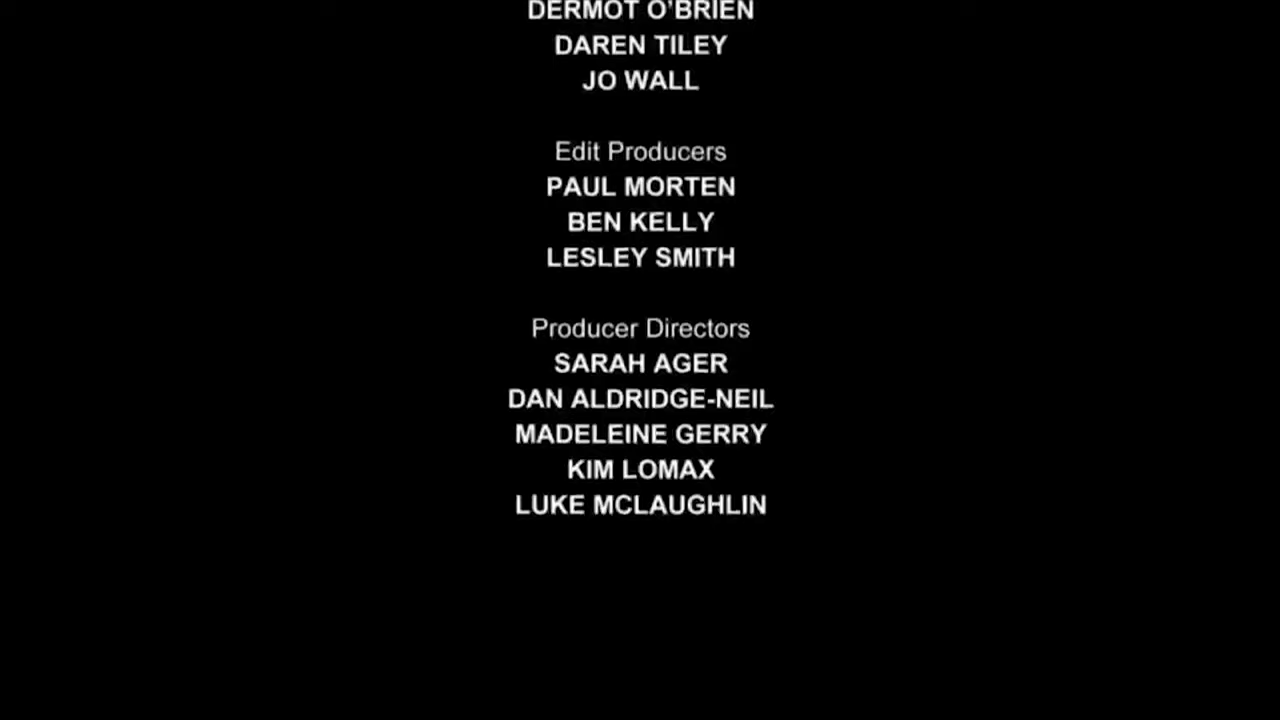 DERMOT O'BRIEN
DAREN TILEY
JO WALL
Edit Producers
PAUL MORTEN
BEN KELLY
LESLEY SMITH
Producer Directors
SARAH AGER
DAN ALDRIDGE-NEIL
MADELEINE GERRY
KIM LOMAX
LUKE MCLAUGHLIN